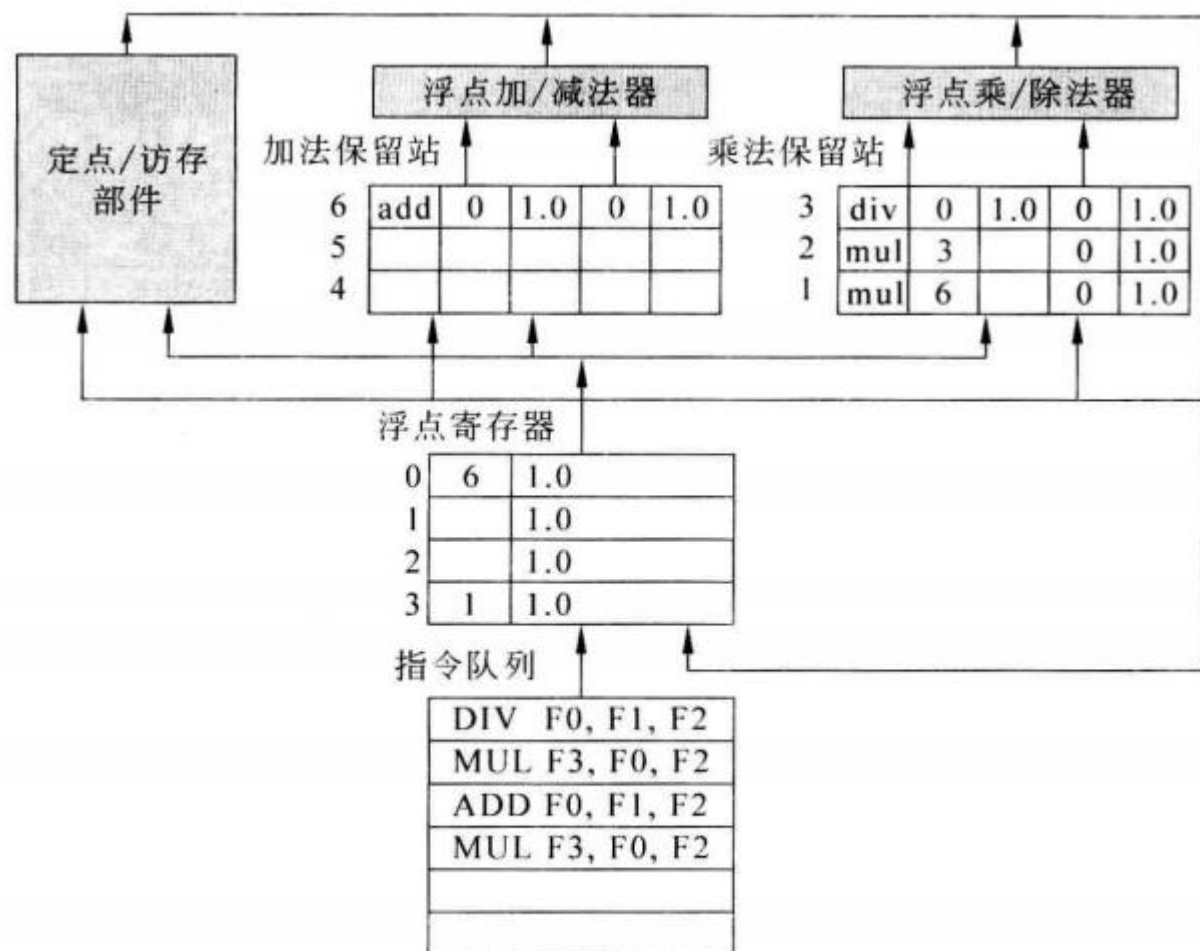 浮点加/减法器 浮点乘/除法器
定点/访存
部件
加法保留站 乘法保留站
6 add 0 1.0 0 1.0 3 div 0 1.0 0 1.0
5 2 mul 3 0 1.0
4 1 mul 6 0 1.0
浮点寄存器
0 6 1.0
1 1.0
2 1.0
3 1 1.0
指令队列
DIV F0, F1, F2
MUL F3, F0, F2
ADD F0, F1, F2
MUL F3, F0, F2